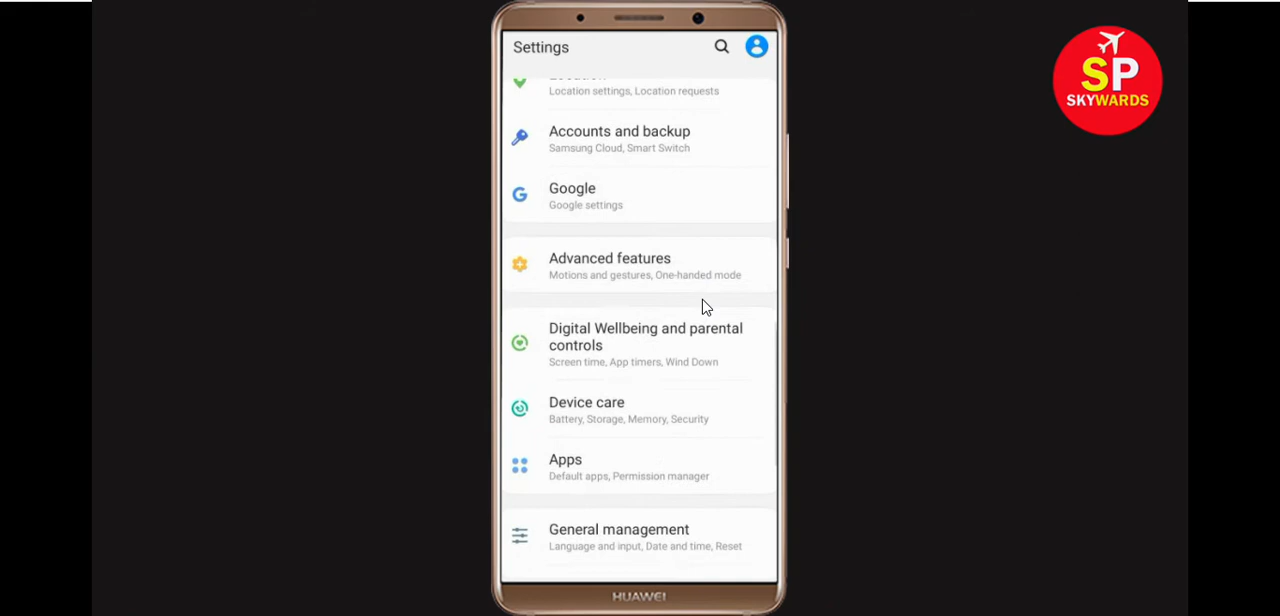 Settings
SP
SKYWARDS
Location settings, Location requests
Accounts and backup
Samsung Cloud, Smart Switch
Google
Google settings
Advanced features
Motions and gestures, One-handed mode
Digital Wellbeing and parental
controls
Screen time, App timers, Wind Down
Device care
Battery, Storage, Memory, Security
Apps
Default apps, Permission manager
General management
Language and input, Date and time, Reset
HUAWEI